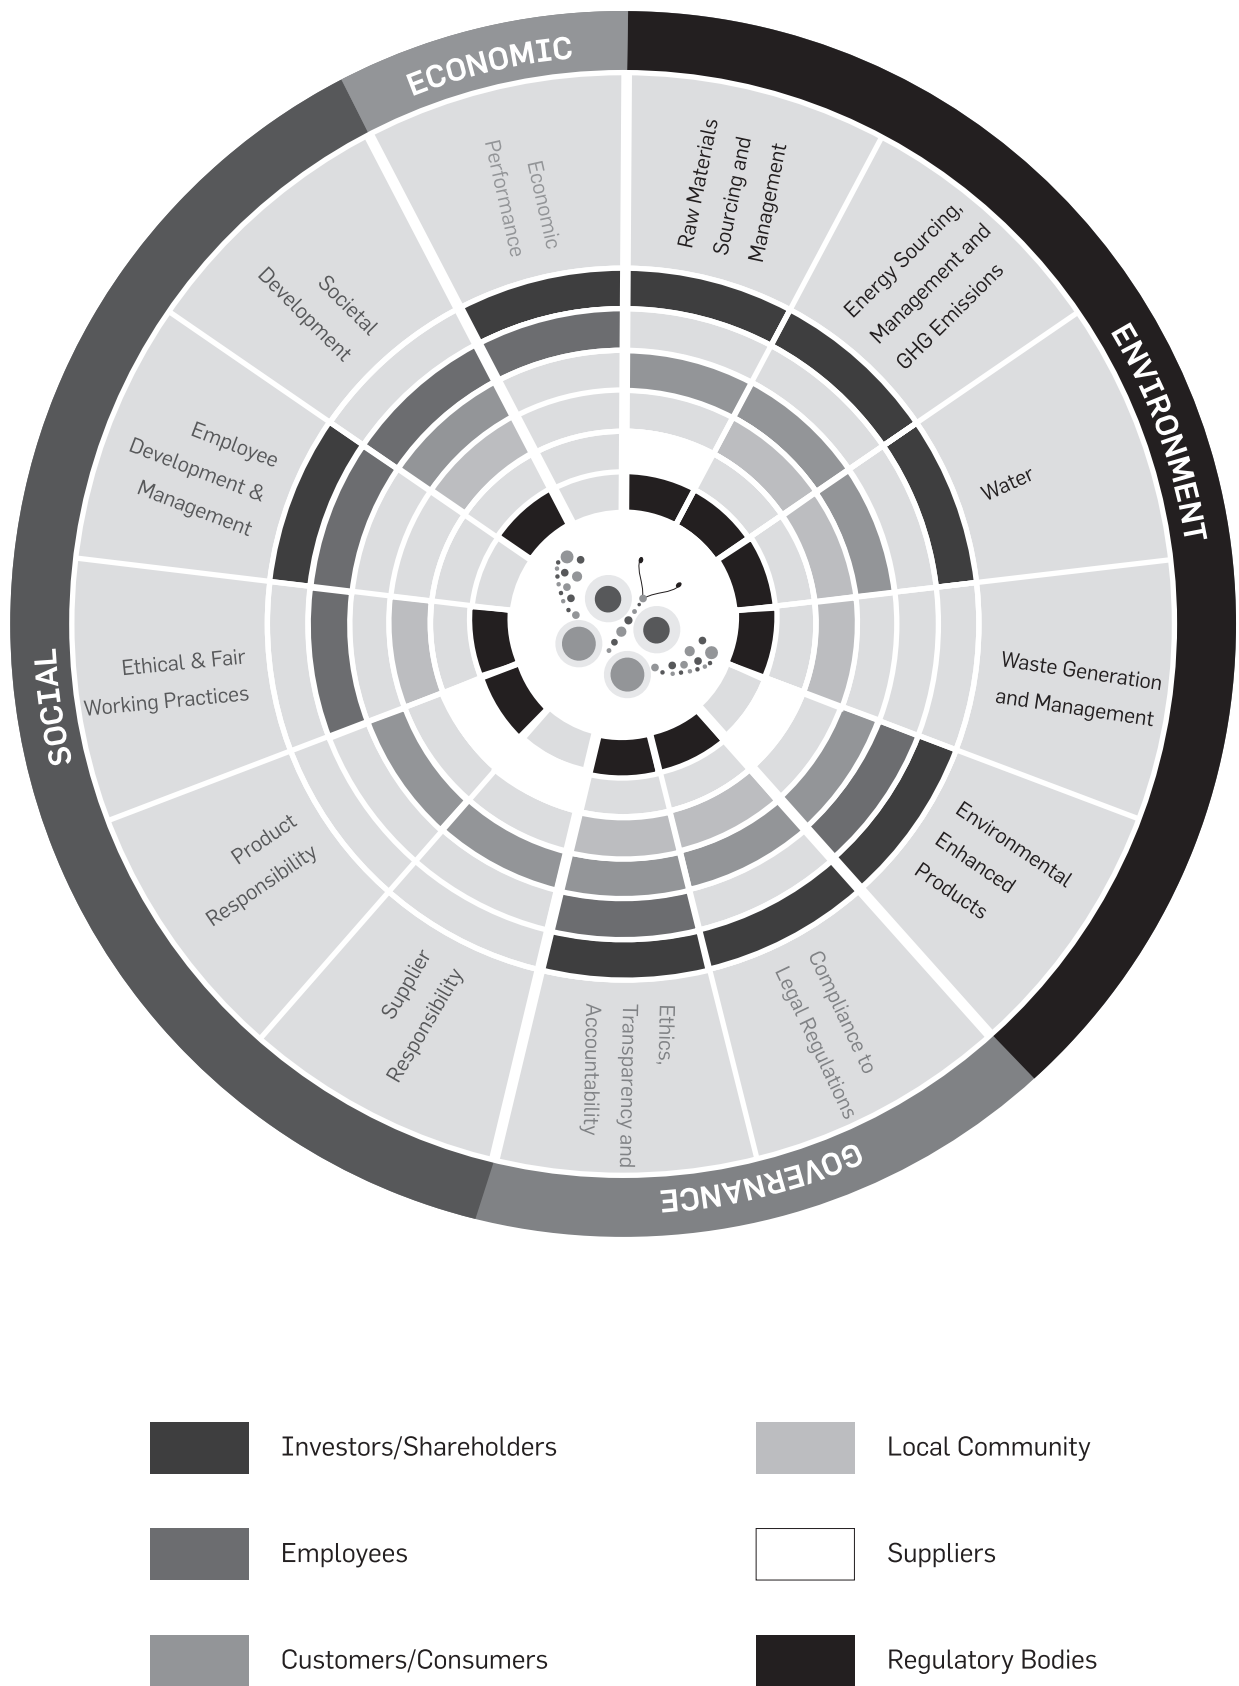 ECONOMIC
Economic
Performance
ENVIRONMENT
Raw Materials
Sourcing and
Management
Energy Sourcing,
Management and
GHG Emissions
Water
Waste Generation
and Management
Environmental
Enhanced
Products
GOVERNANCE
Compliance to
Legal Regulations
Ethics,
Transparency and
Accountability
SOCIAL
Supplier
Responsibility
Product
Responsibility
Ethical & Fair
Working Practices
Employee
Development &
Management
Societal
Development
Investors/Shareholders
Employees
Customers/Consumers
Local Community
Suppliers
Regulatory Bodies